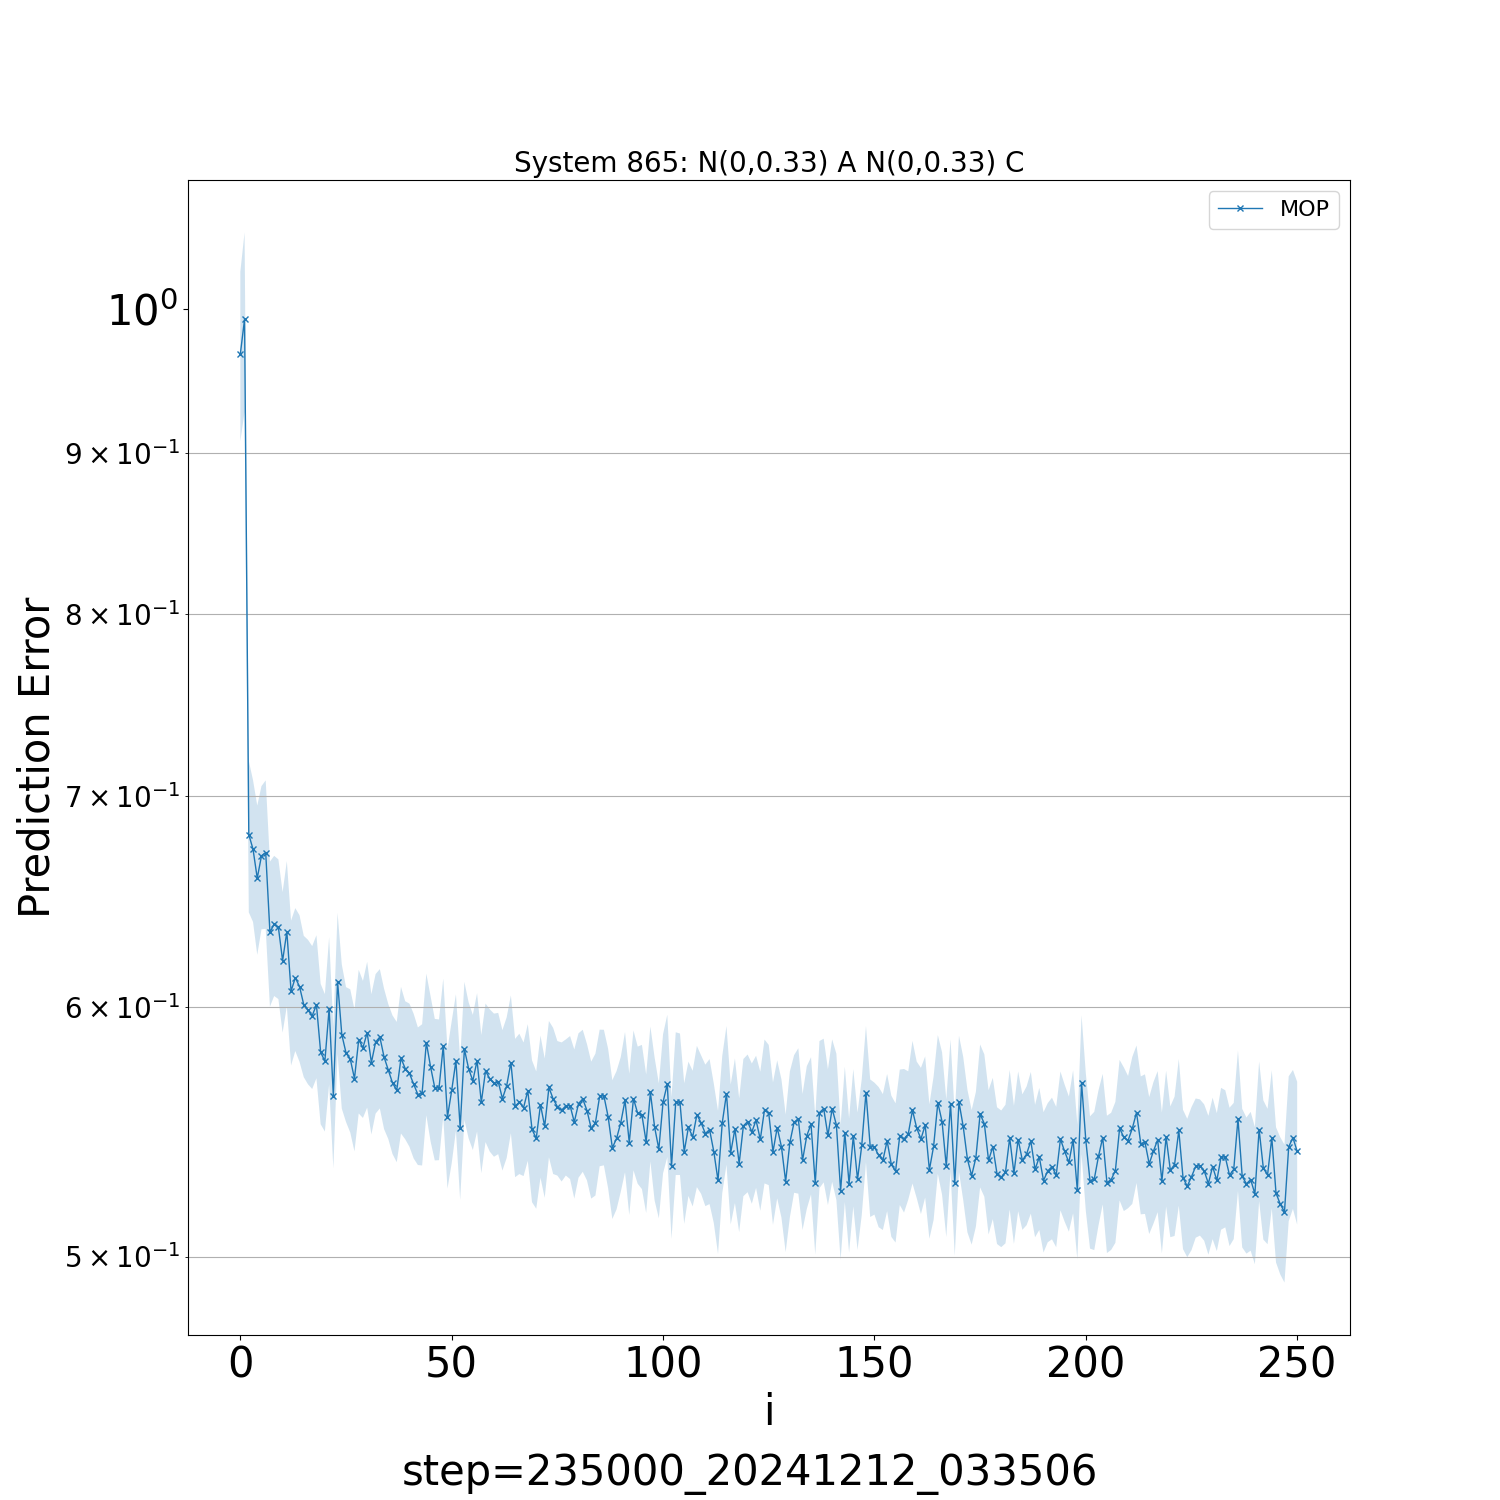 System 865: N(0,0.33) A N(0,0.33) C
MOP
10⁰
9 × 10⁻¹
8 × 10⁻¹
7 × 10⁻¹
6 × 10⁻¹
5 × 10⁻¹
Prediction Error
0 50 100 150 200 250
i
step=235000_20241212_033506